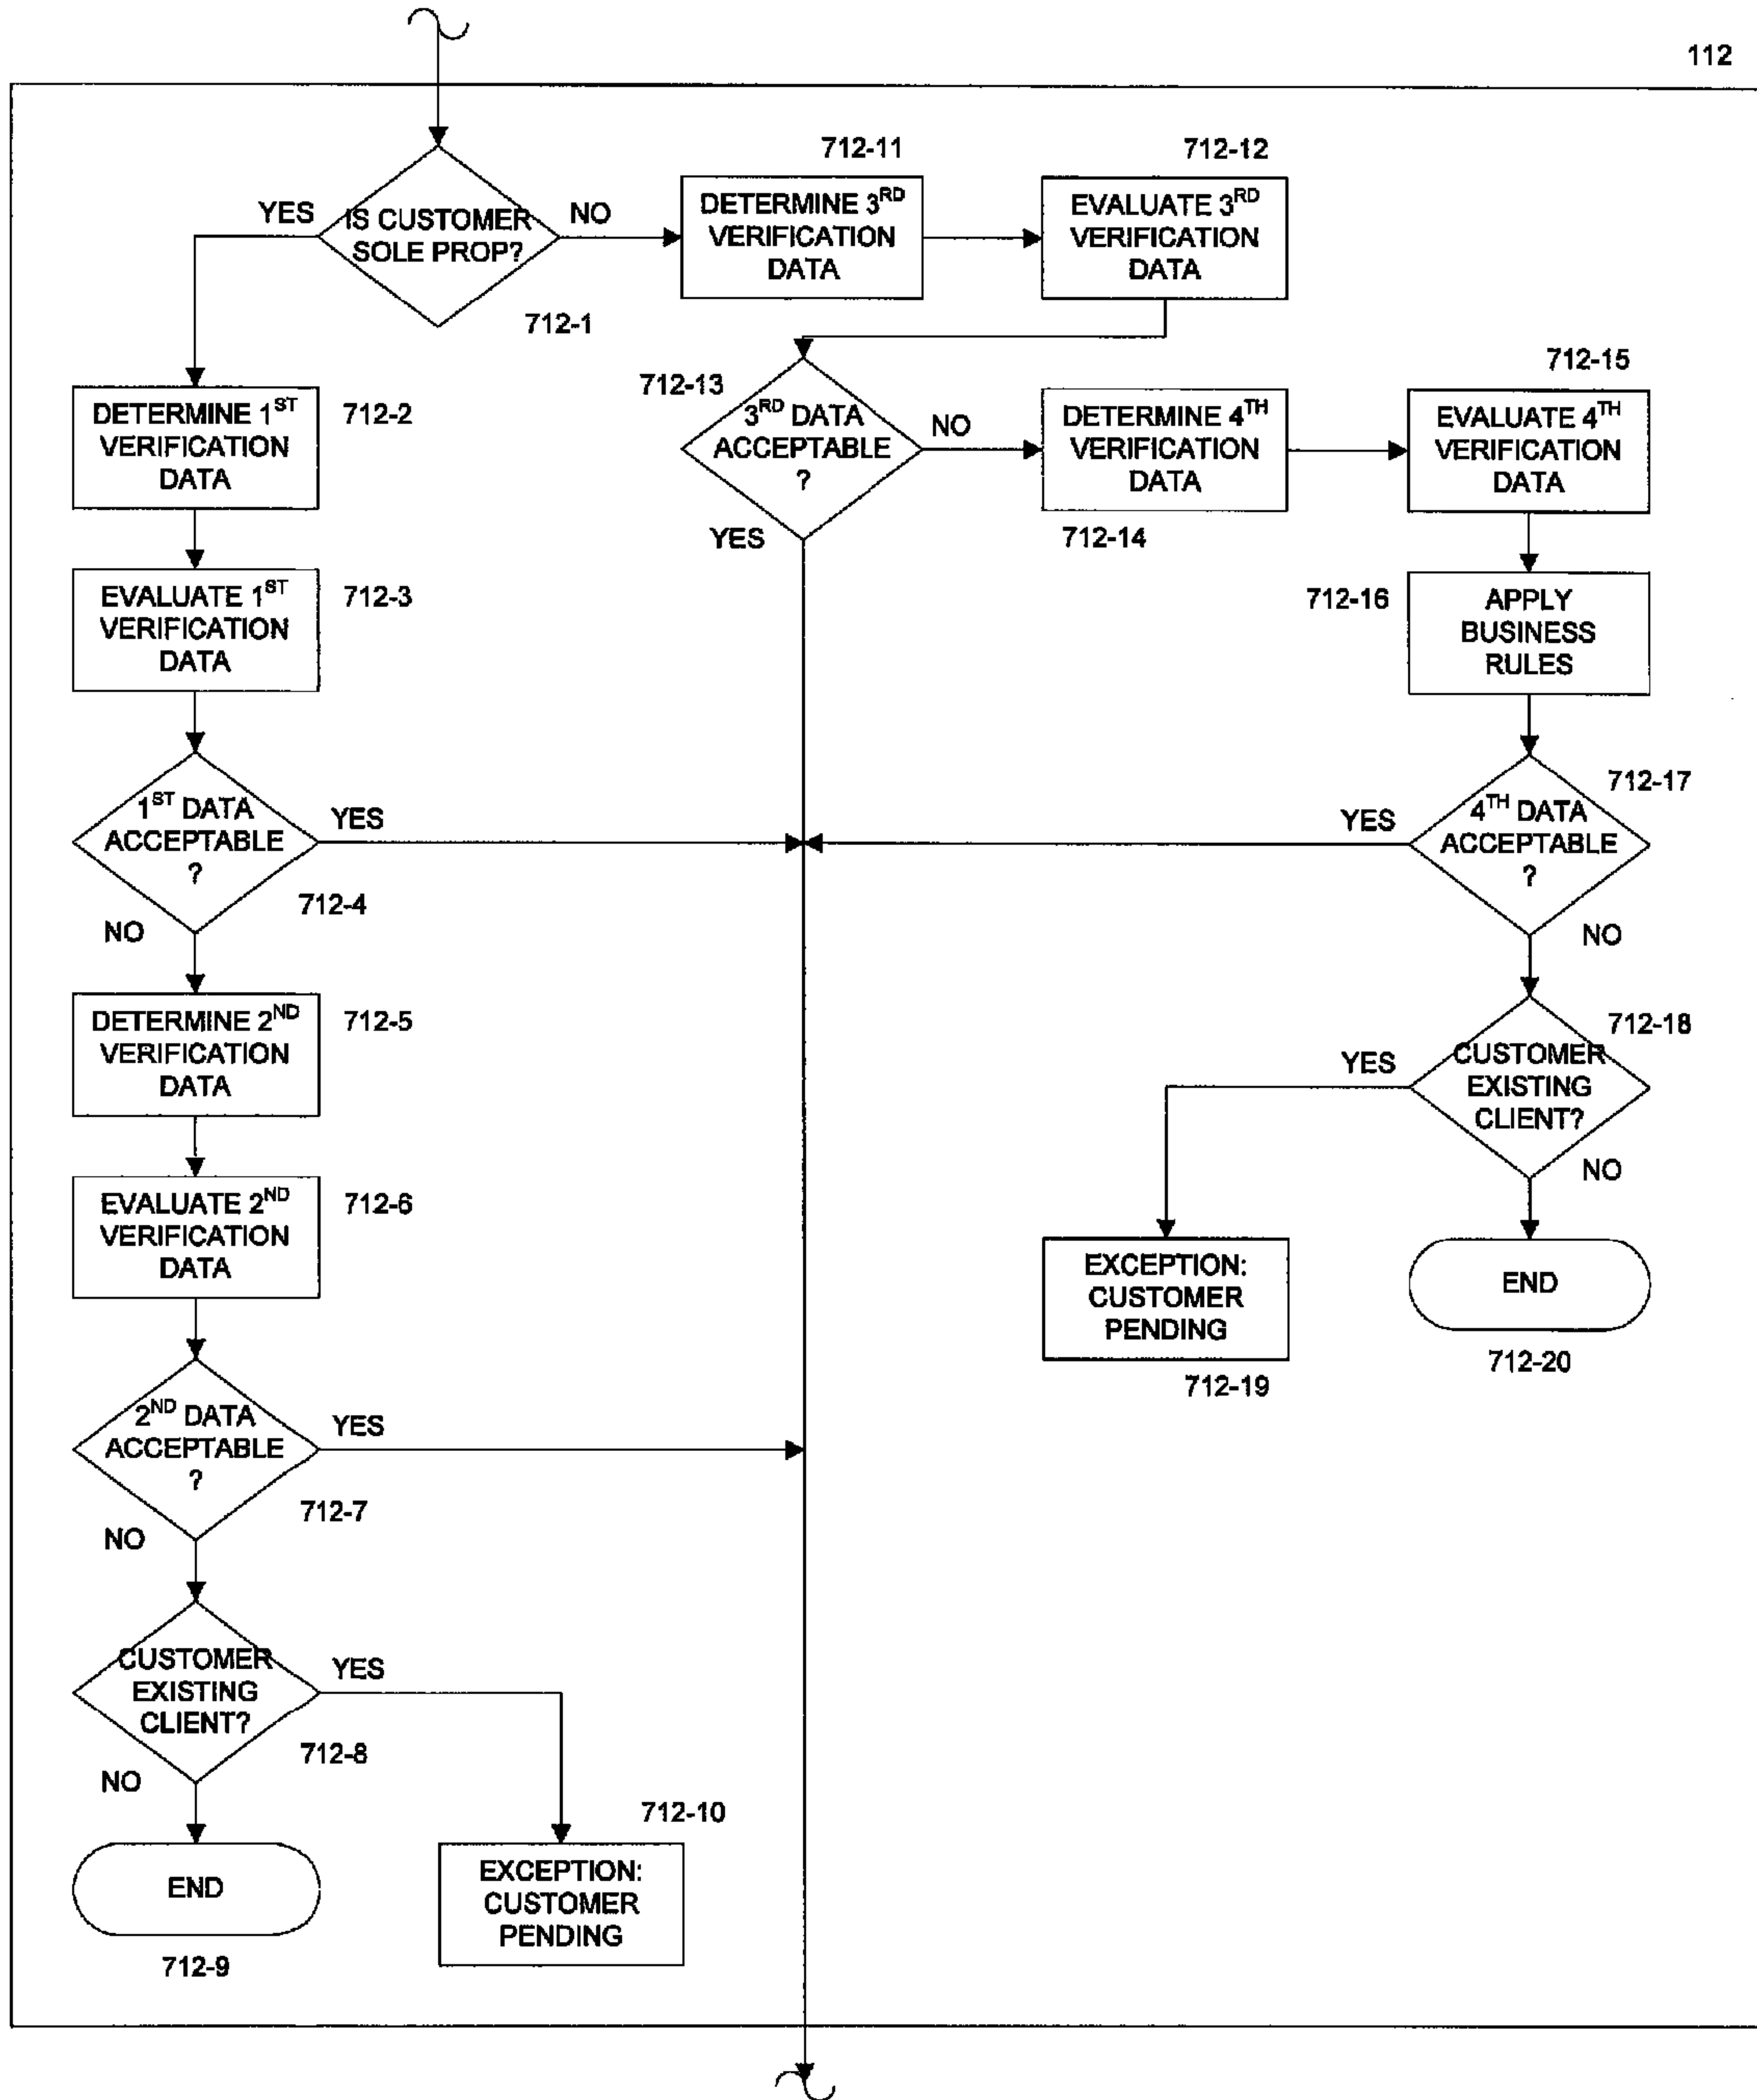 112
IS CUSTOMER
SOLE PROP?
YES
NO
712-1
712-11
DETERMINE 3RD
VERIFICATION
DATA
712-12
EVALUATE 3RD
VERIFICATION
DATA
712-2
DETERMINE 1ST
VERIFICATION
DATA
712-3
EVALUATE 1ST
VERIFICATION
DATA
1ST DATA
ACCEPTABLE
?
YES
712-4
NO
712-5
DETERMINE 2ND
VERIFICATION
DATA
712-6
EVALUATE 2ND
VERIFICATION
DATA
2ND DATA
ACCEPTABLE
?
YES
712-7
NO
CUSTOMER
EXISTING
CLIENT?
YES
712-8
NO
END
712-9
712-10
EXCEPTION:
CUSTOMER
PENDING
712-13
3RD DATA
ACCEPTABLE
?
NO
YES
DETERMINE 4TH
VERIFICATION
DATA
712-14
712-15
EVALUATE 4TH
VERIFICATION
DATA
712-16
APPLY
BUSINESS
RULES
712-17
4TH DATA
ACCEPTABLE
?
YES
NO
712-18
CUSTOMER
EXISTING
CLIENT?
YES
NO
EXCEPTION:
CUSTOMER
PENDING
712-19
END
712-20